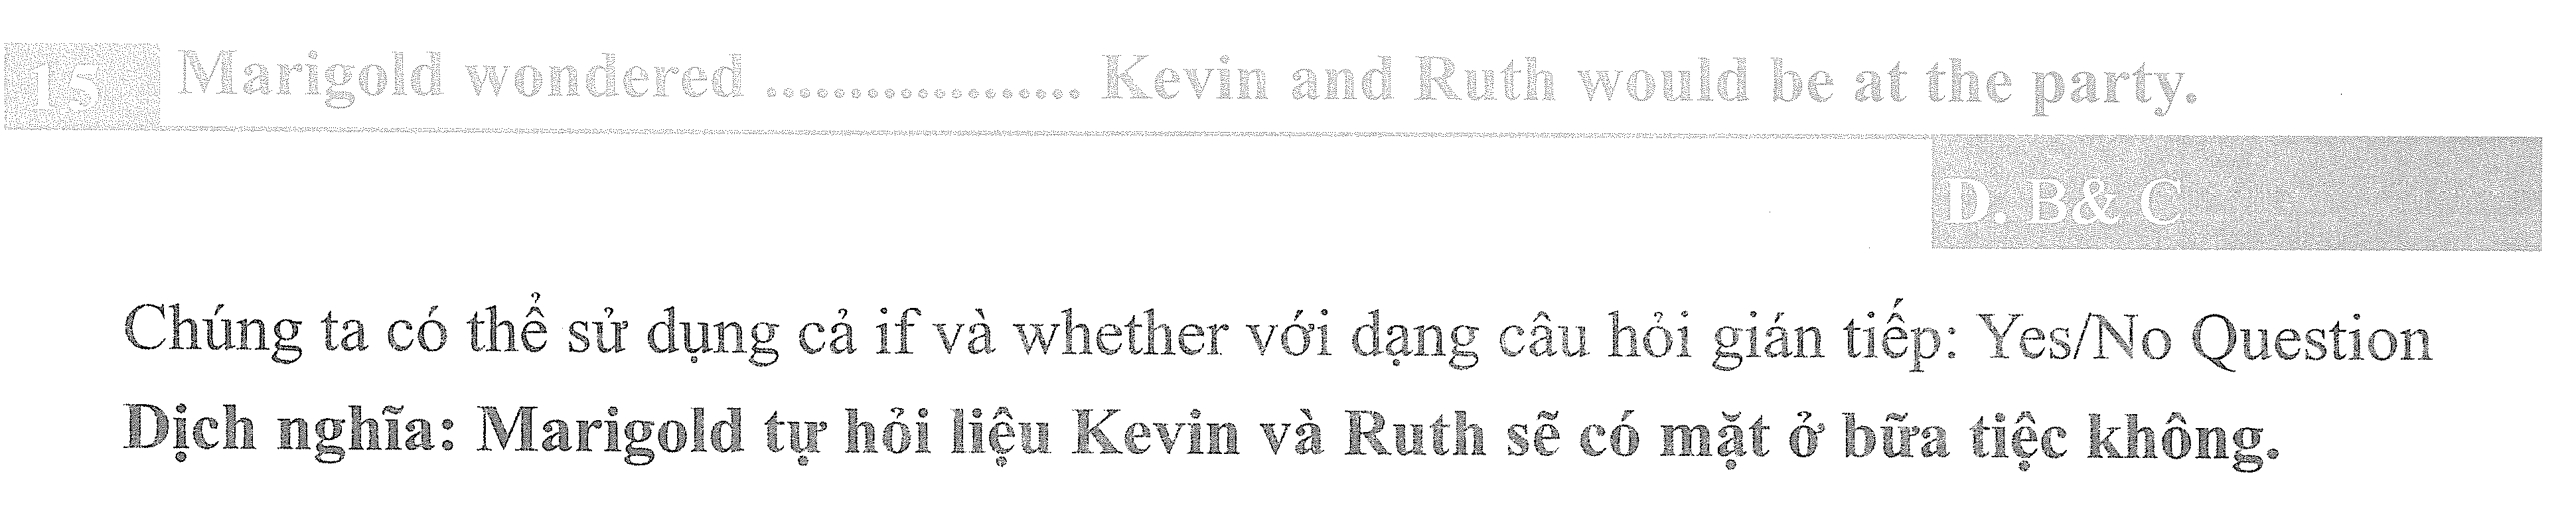 15 Marigold wondered ................... Kevin and Ruth would be at the party.
D. B& C
Chúng ta có thể sử dụng cả if và whether với dạng câu hỏi gián tiếp: Yes/No Question
Dịch nghĩa: Marigold tự hỏi liệu Kevin và Ruth sẽ có mặt ở bữa tiệc không.